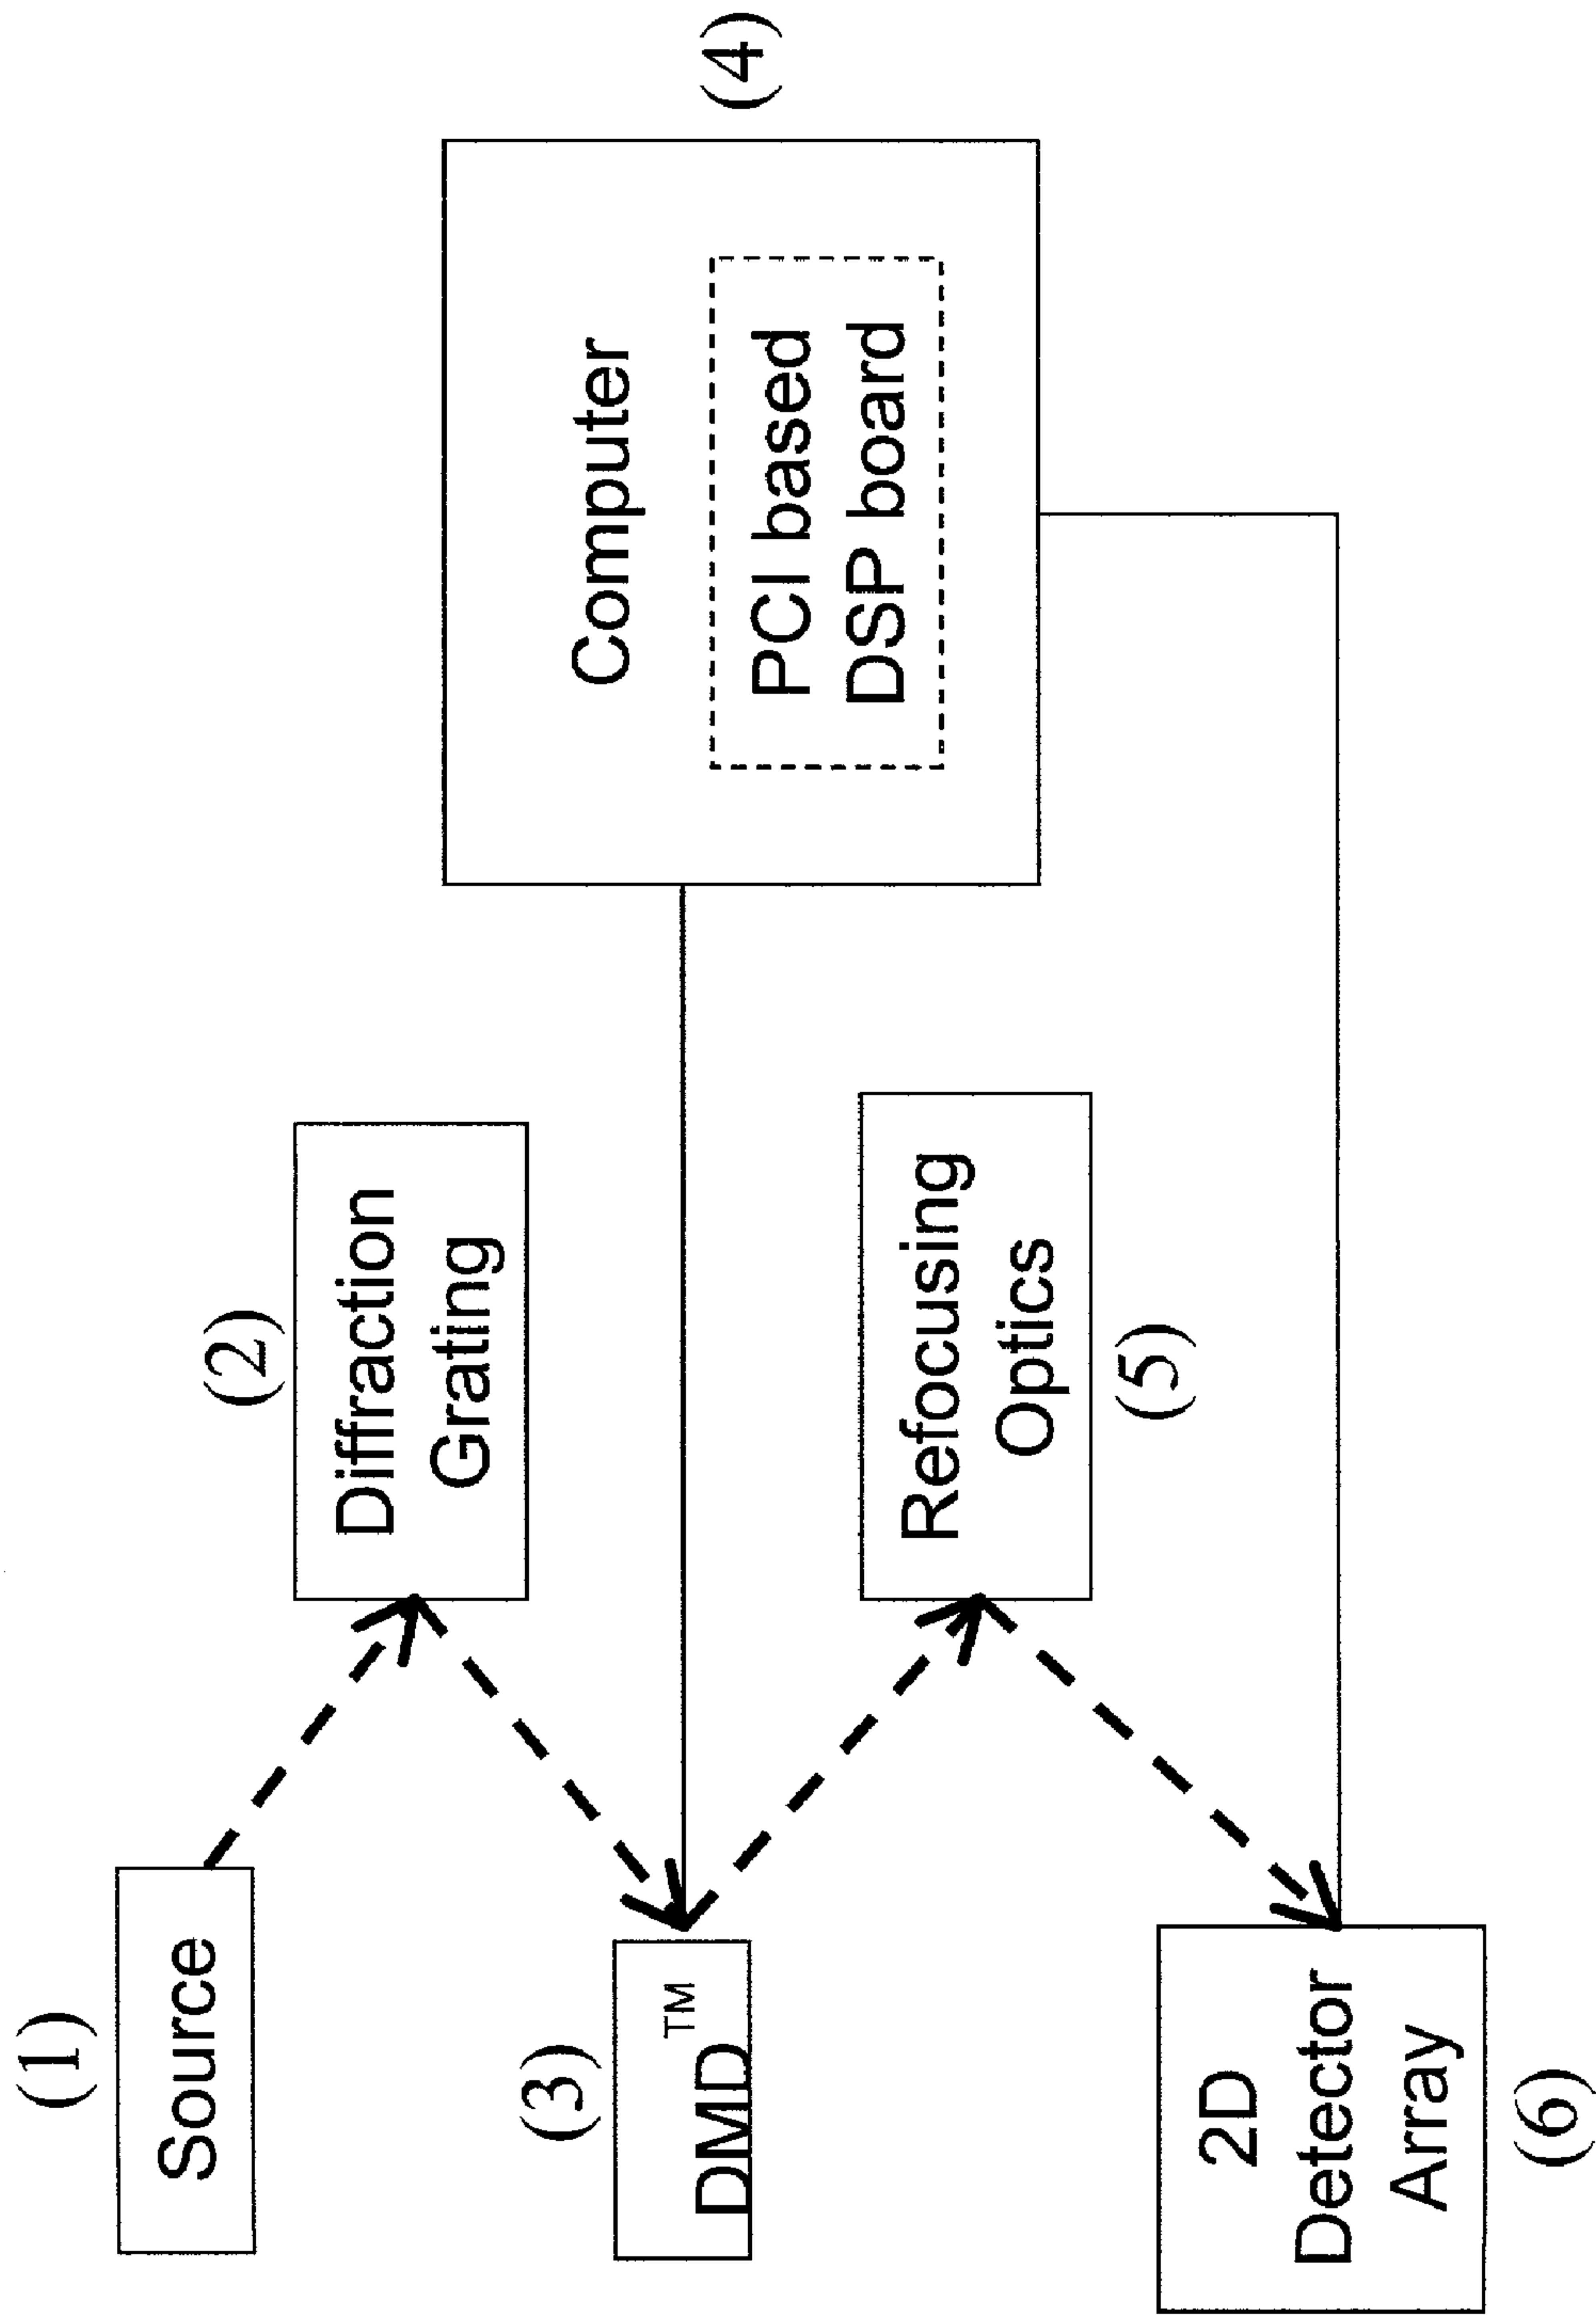 (1)
Source
(2)
Diffraction
Grating
(3)
DMD™
(4)
Computer
PCI based
DSP board
Refocusing
Optics
(5)
2D
Detector
Array
(6)